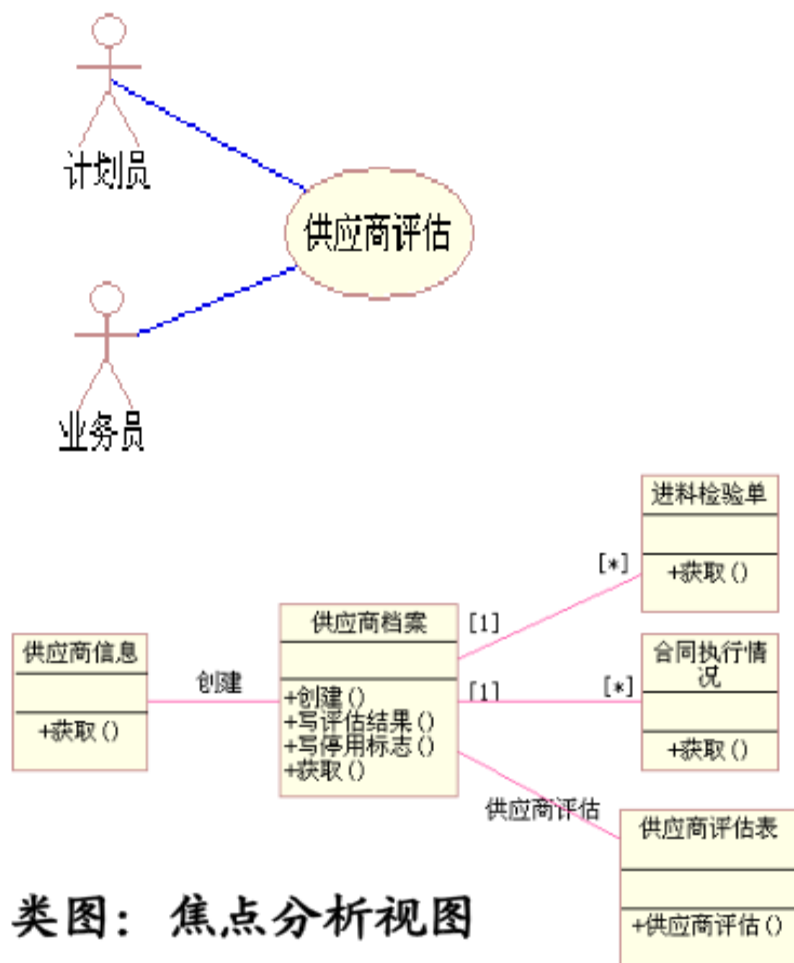 计划员
供应商评估
业务员
进料检验单
+获取()
[*]
[1]
供应商档案
+创建()
+写评估结果()
+写停用标志()
+获取()
供应商信息
+获取()
创建
[1]
[*]
合同执行情
况
+获取()
供应商评估
供应商评估表
+供应商评估()
类图：焦点分析视图